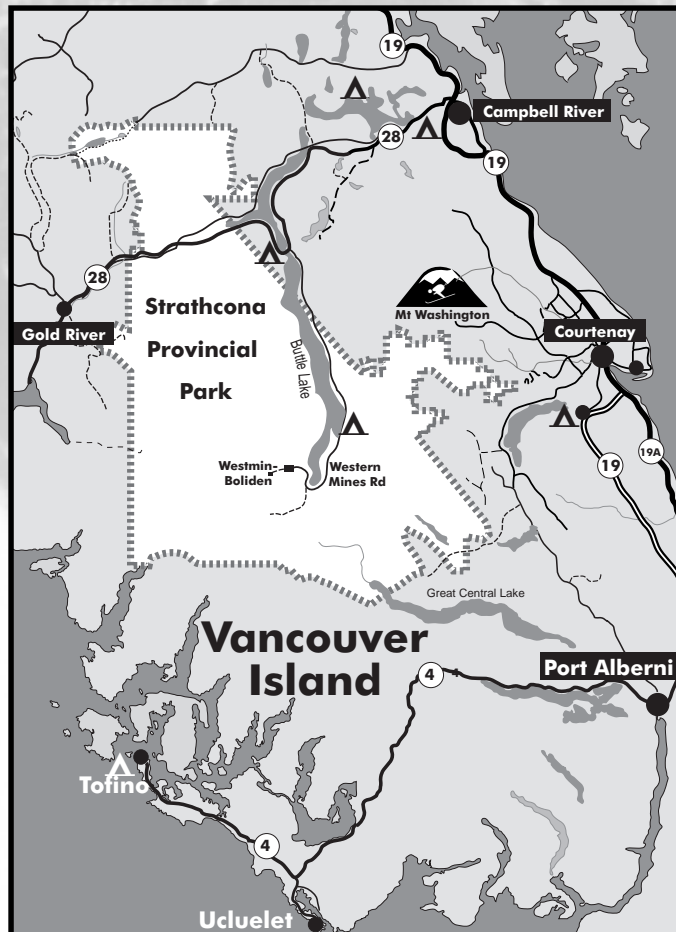 19
28
Campbell River
19
28
Mt Washington
Strathcona
Provincial
Park
Gold River
Courtenay
Buttle Lake
Westmin-
Boliden
Western
Mines Rd
19
19A
Great Central Lake
Vancouver
Island
4
4
Port Alberni
Tofino
4
Ucluelet